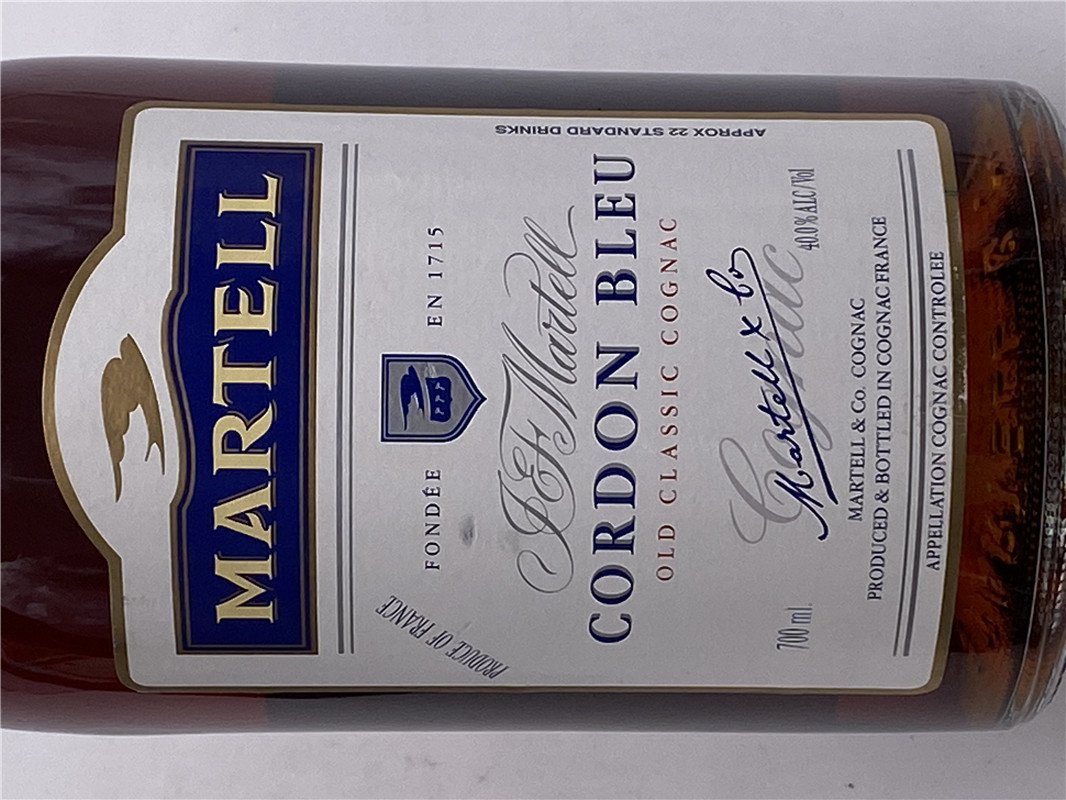 MARTELL
FONDÉE EN 1715
PRODUCE OF FRANCE
J & F Martell
CORDON BLEU
OLD CLASSIC COGNAC
Cognac
Martell & Co
700 ml. 40.0% ALC/Vol
MARTELL & Co. COGNAC
PRODUCED & BOTTLED IN COGNAC FRANCE
APPELLATION COGNAC CONTROLEE
APPROX 22 STANDARD DRINKS